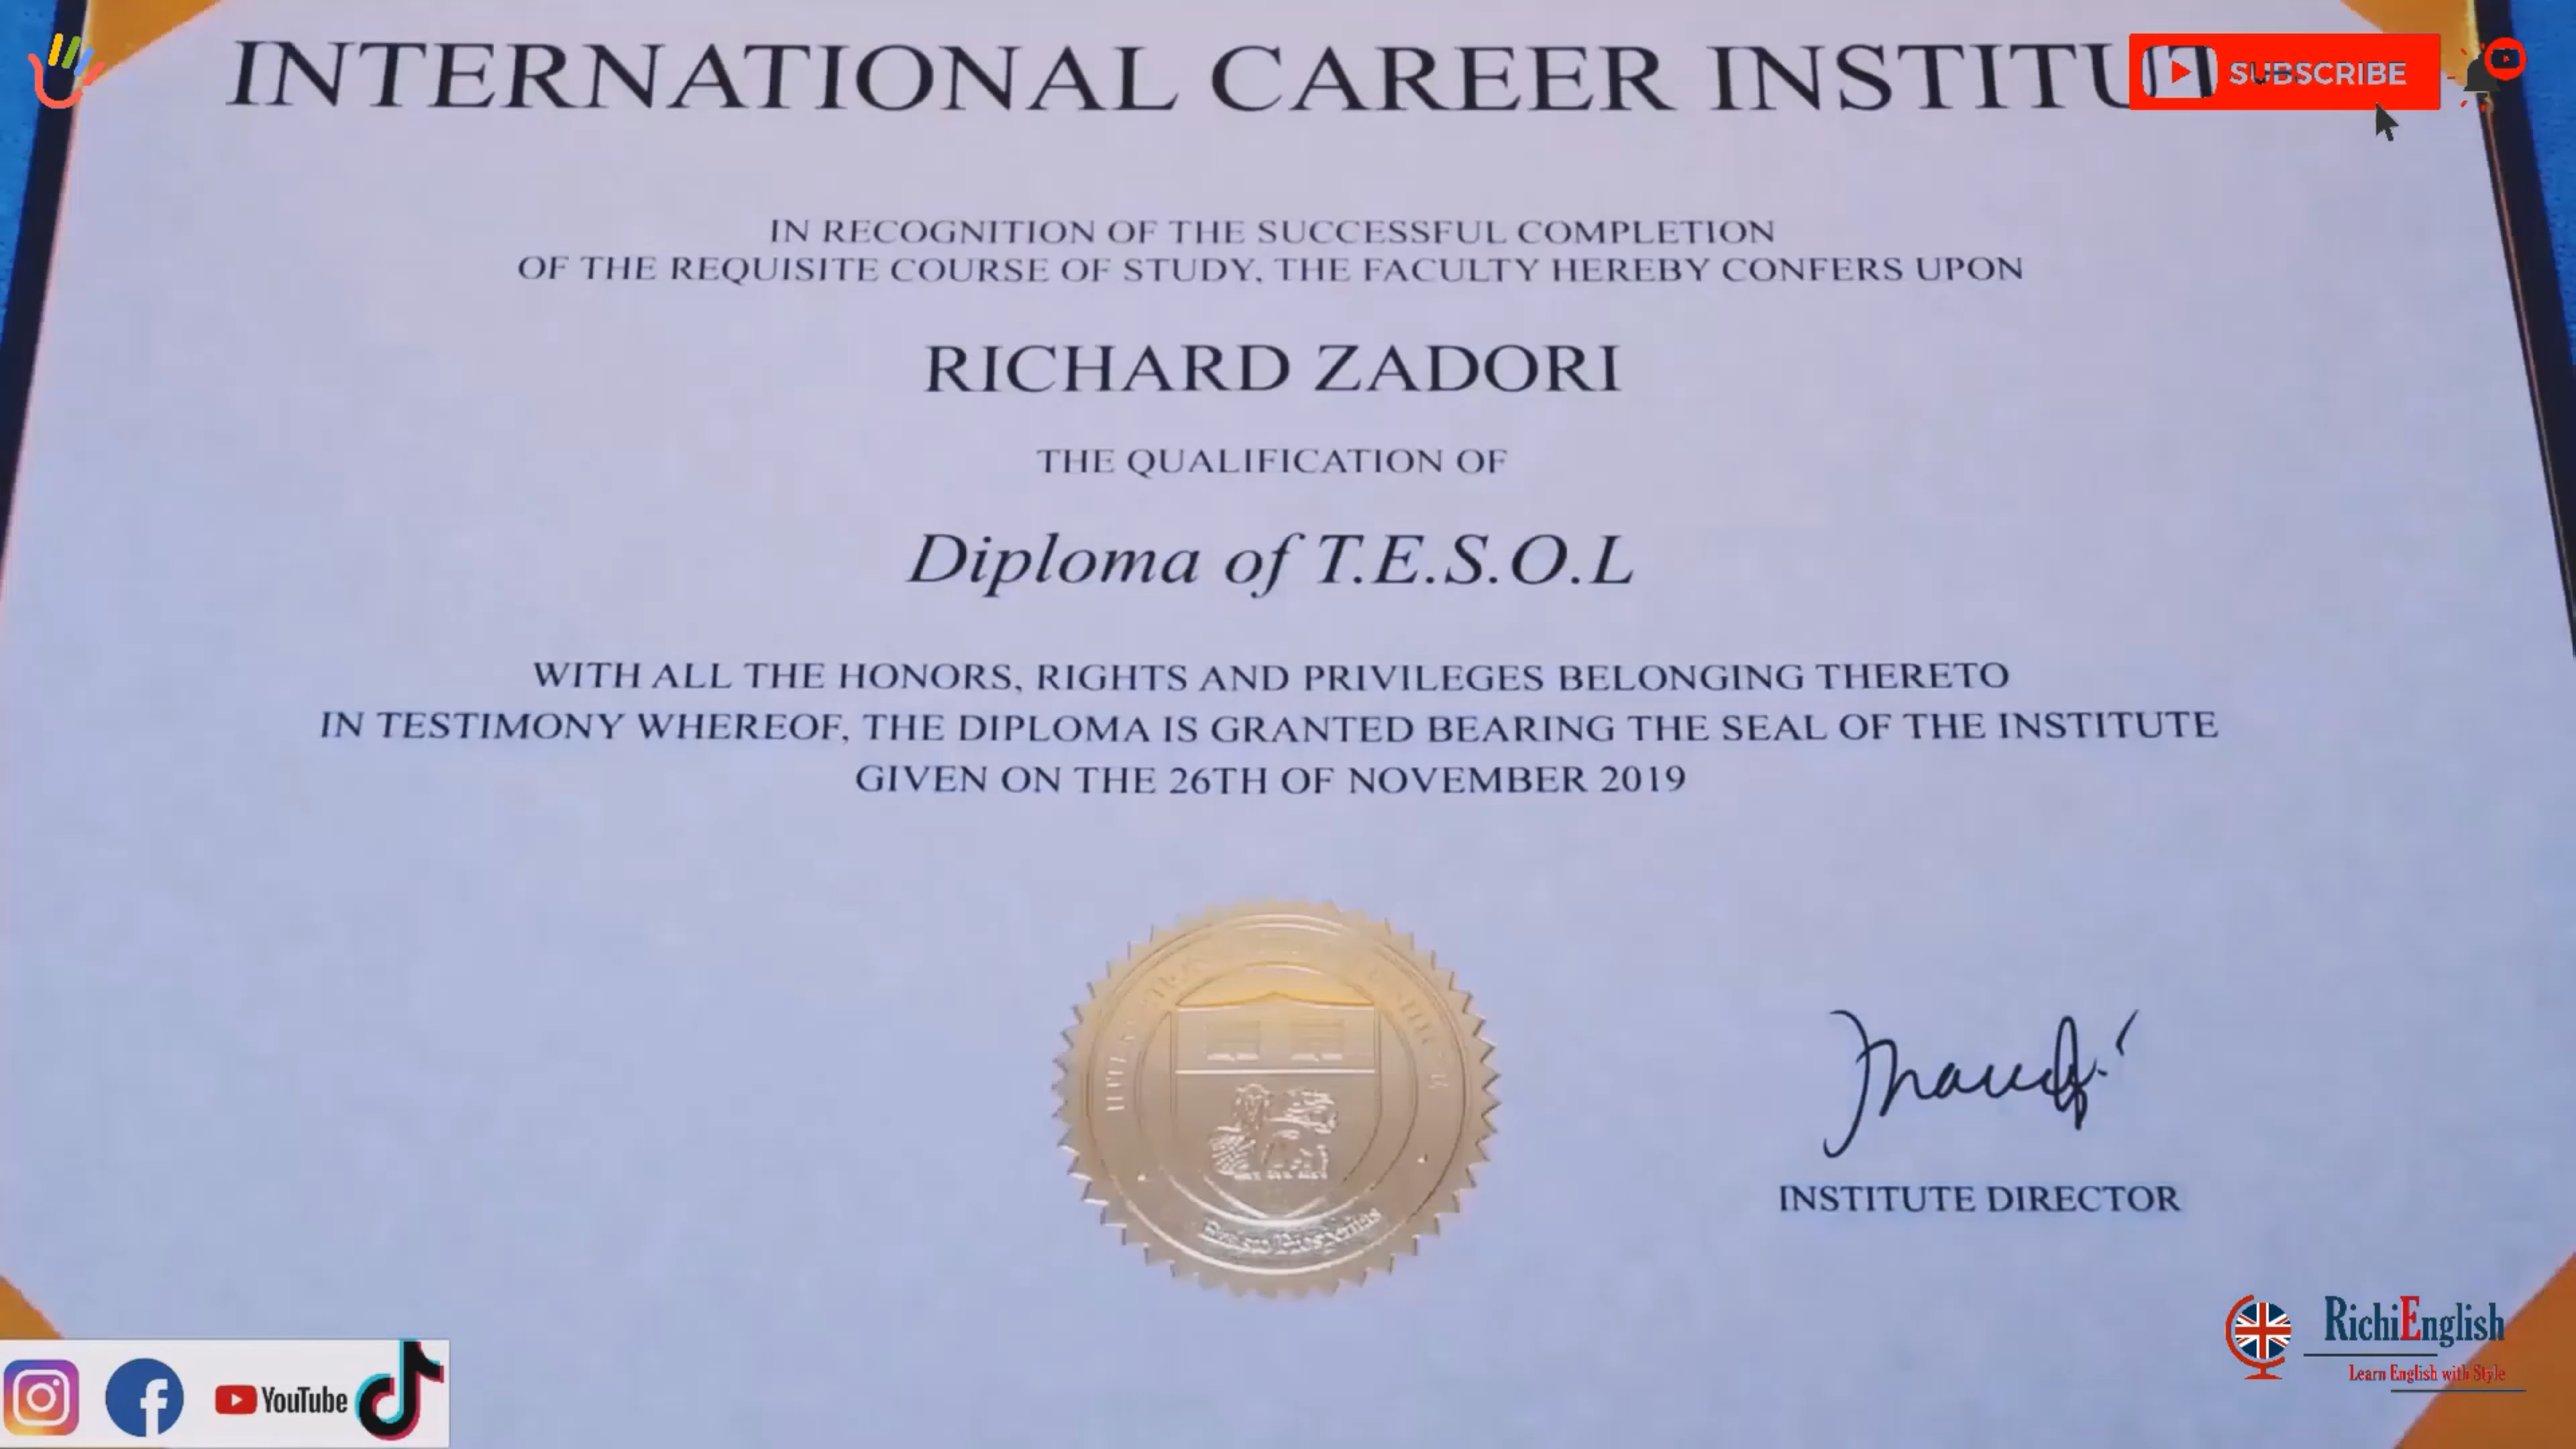 INTERNATIONAL CAREER INSTITUT
SUBSCRIBE
IN RECOGNITION OF THE SUCCESSFUL COMPLETION
OF THE REQUISITE COURSE OF STUDY, THE FACULTY HEREBY CONFERS UPON
RICHARD ZADORI
THE QUALIFICATION OF
Diploma of T.E.S.O.L
WITH ALL THE HONORS, RIGHTS AND PRIVILEGES BELONGING THERETO
IN TESTIMONY WHEREOF, THE DIPLOMA IS GRANTED BEARING THE SEAL OF THE INSTITUTE
GIVEN ON THE 26TH OF NOVEMBER 2019
INSTITUTE DIRECTOR
RichiEnglish
Learn English with Style
YouTube